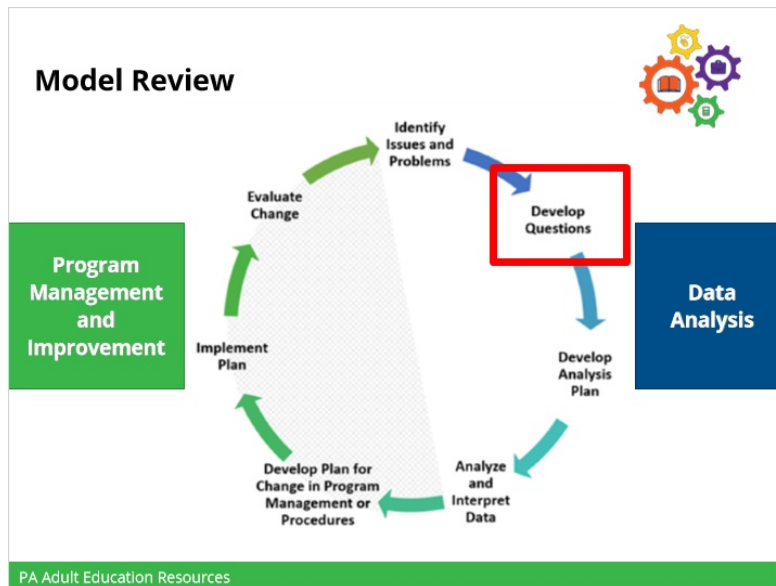 Model Review
Identify
Issues and
Problems
Develop
Questions
Develop
Analysis
Plan
Analyze
and
Interpret
Data
Develop Plan for
Change in Program
Management or
Procedures
Implement
Plan
Evaluate
Change
Program
Management
and
Improvement
Data
Analysis
PA Adult Education Resources